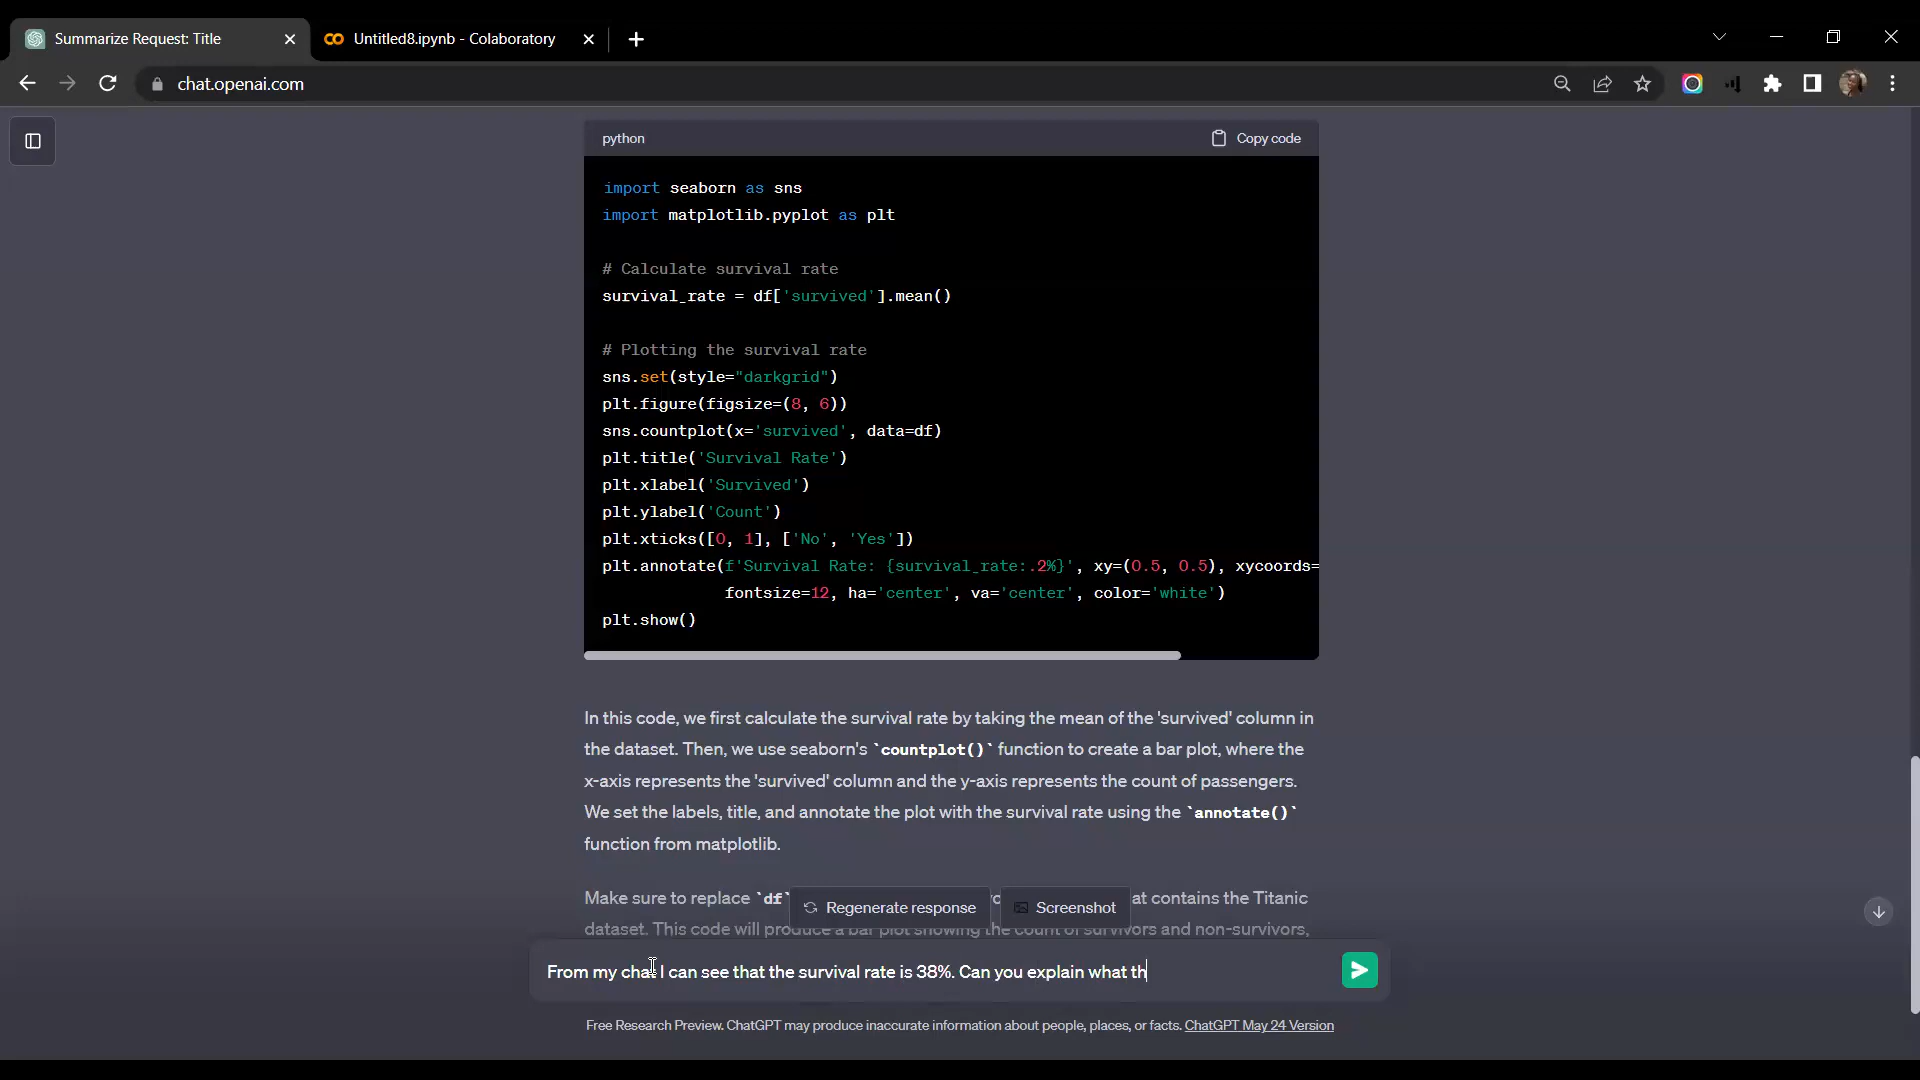 Summarize Request: Title
Untitled8.ipynb - Colaboratory
chat.openai.com
python
Copy code
import seaborn as sns
import matplotlib.pyplot as plt
# Calculate survival rate
survival_rate = df['survived'].mean()
# Plotting the survival rate
sns.set(style="darkgrid")
plt.figure(figsize=(8, 6))
sns.countplot(x='survived', data=df)
plt.title('Survival Rate')
plt.xlabel('Survived')
plt.ylabel('Count')
plt.xticks([0, 1], ['No', 'Yes'])
plt.annotate(f'Survival Rate: {survival_rate:.2%}', xy=(0.5, 0.5), xycoords=
fontsize=12, ha='center', va='center', color='white')
plt.show()
In this code, we first calculate the survival rate by taking the mean of the 'survived' column in
the dataset. Then, we use seaborn's `countplot()` function to create a bar plot, where the
x-axis represents the 'survived' column and the y-axis represents the count of passengers.
We set the labels, title, and annotate the plot with the survival rate using the `annotate()`
function from matplotlib.
Make sure to replace `df` at contains the Titanic
Regenerate response
Screenshot
dataset. This code will produce a bar plot showing the count of survivors and non-survivors,
From my chat I can see that the survival rate is 38%. Can you explain what th
Free Research Preview. ChatGPT may produce inaccurate information about people, places, or facts. ChatGPT May 24 Version